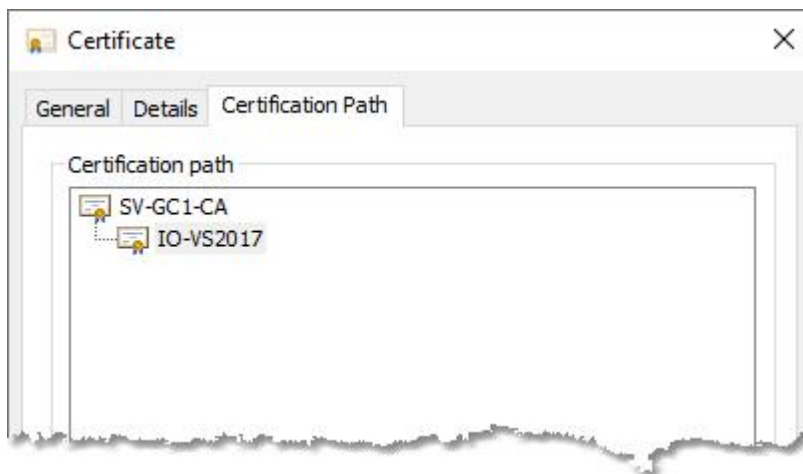 Certificate
General Details Certification Path
Certification path
SV-GC1-CA
IO-VS2017